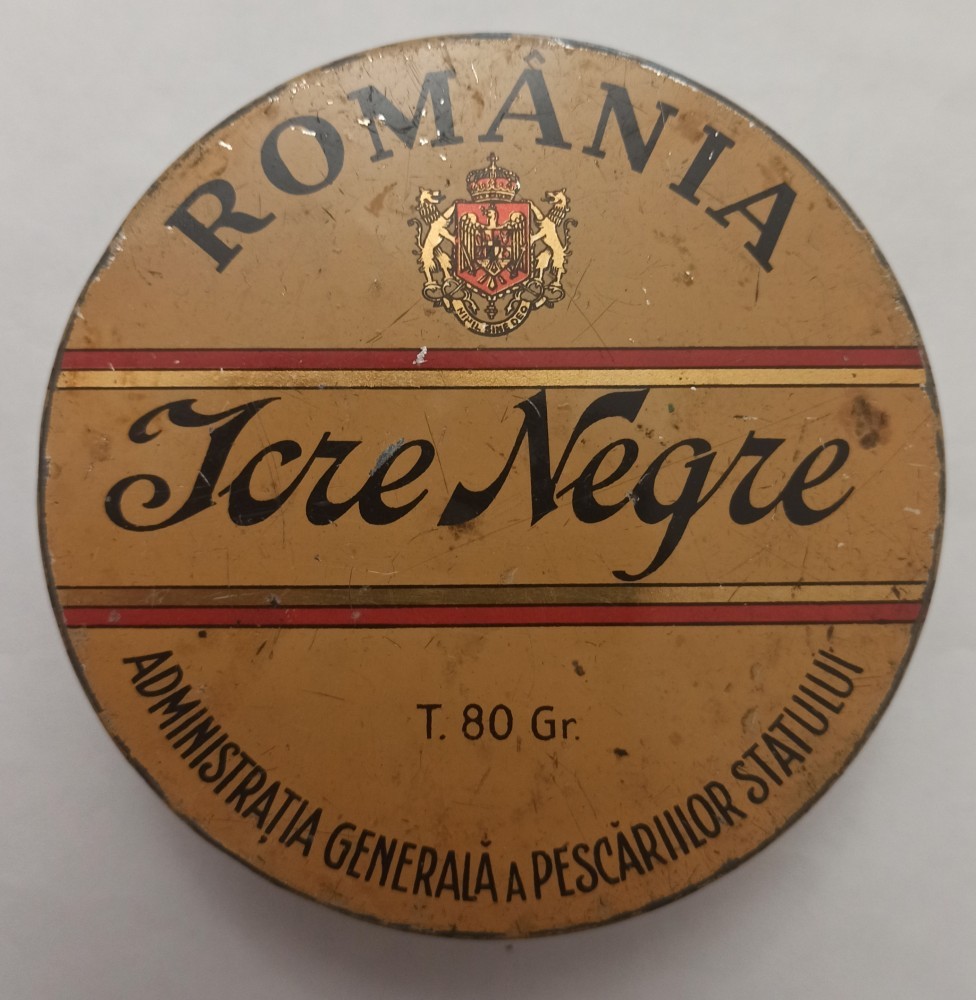 ROMÂNIA
NIHIL SINE DEO
Icre Negre
T. 80 Gr.
ADMINISTRAȚIA GENERALĂ A PESCĂRIILOR STATULUI